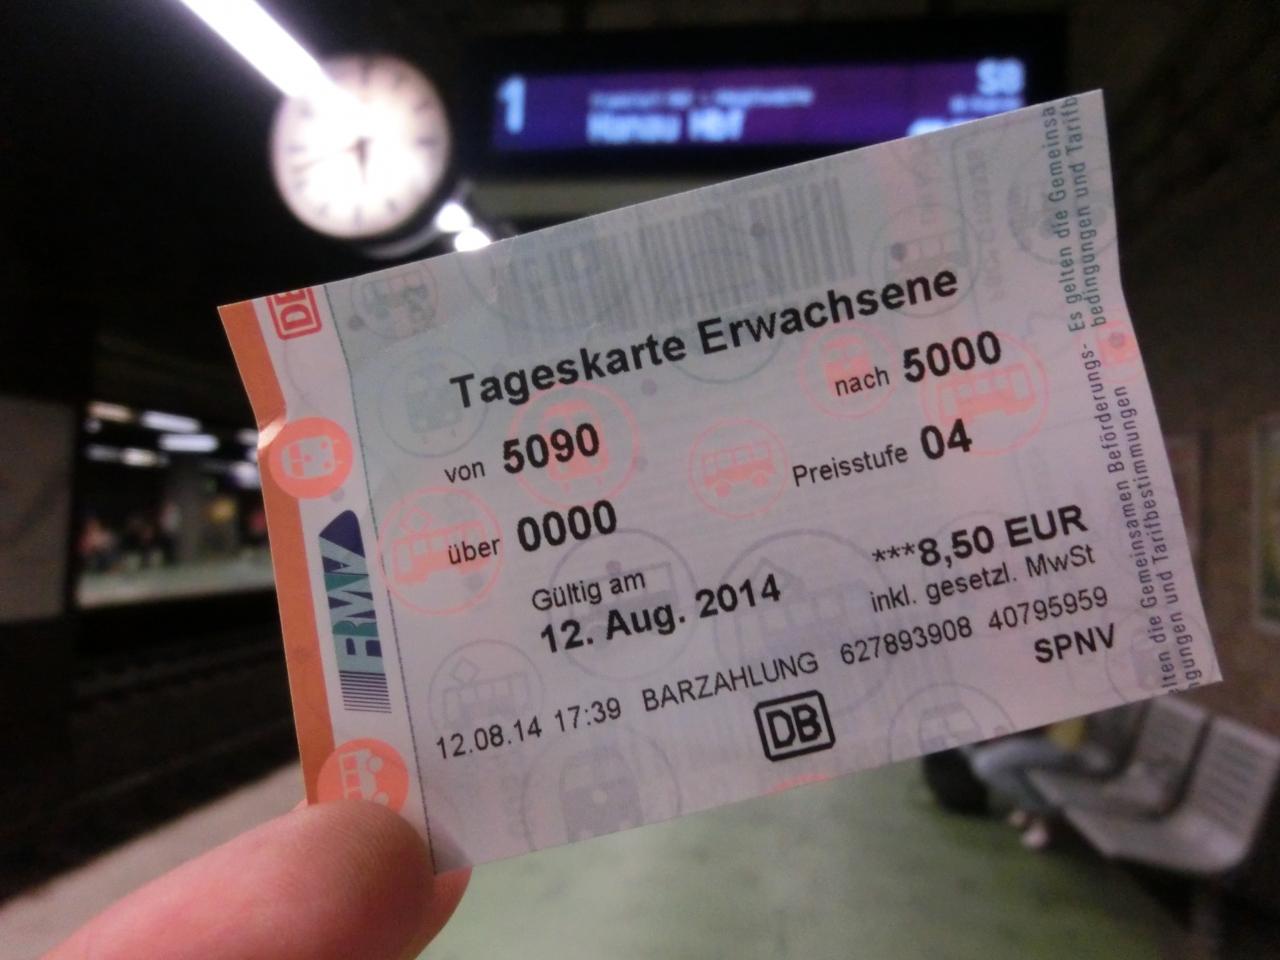 1
Hanau Hbf
DB
Tageskarte Erwachsene
von 5090
nach 5000
über 0000
Preisstufe 04
Gültig am
12. Aug. 2014
***8,50 EUR
inkl. gesetzl. MwSt
12.08.14 17:39 BARZAHLUNG 627893908 40795959
SPNV
DB
RMV
Es gelten die Gemeinsamen Beförderungs-
bedingungen und Tarifbestimmungen